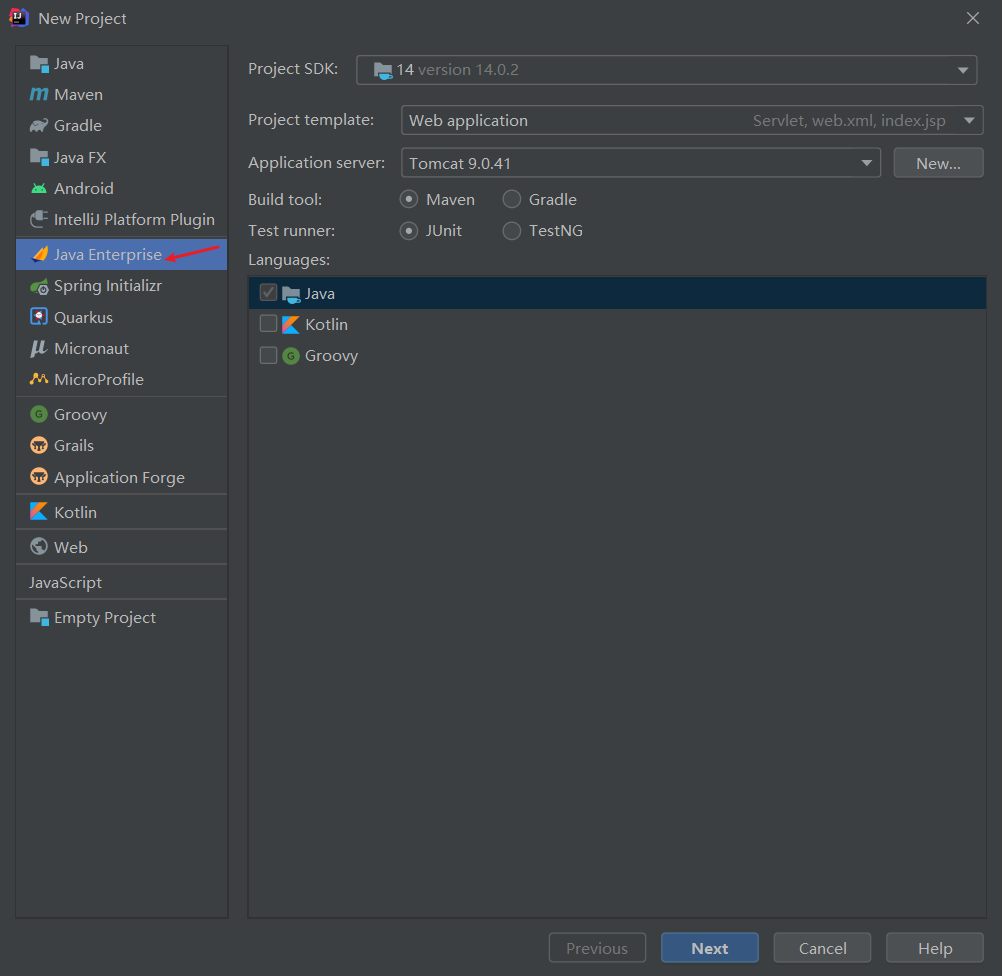 New Project
Java
Maven
Gradle
Java FX
Android
IntelliJ Platform Plugin
Java Enterprise
Spring Initializr
Quarkus
Micronaut
MicroProfile
Groovy
Grails
Application Forge
Kotlin
Web
JavaScript
Empty Project
Project SDK: 14 version 14.0.2
Project template: Web application Servlet, web.xml, index.jsp
Application server: Tomcat 9.0.41 New...
Build tool: Maven Gradle
Test runner: JUnit TestNG
Languages:
Java
Kotlin
Groovy
Previous Next Cancel Help